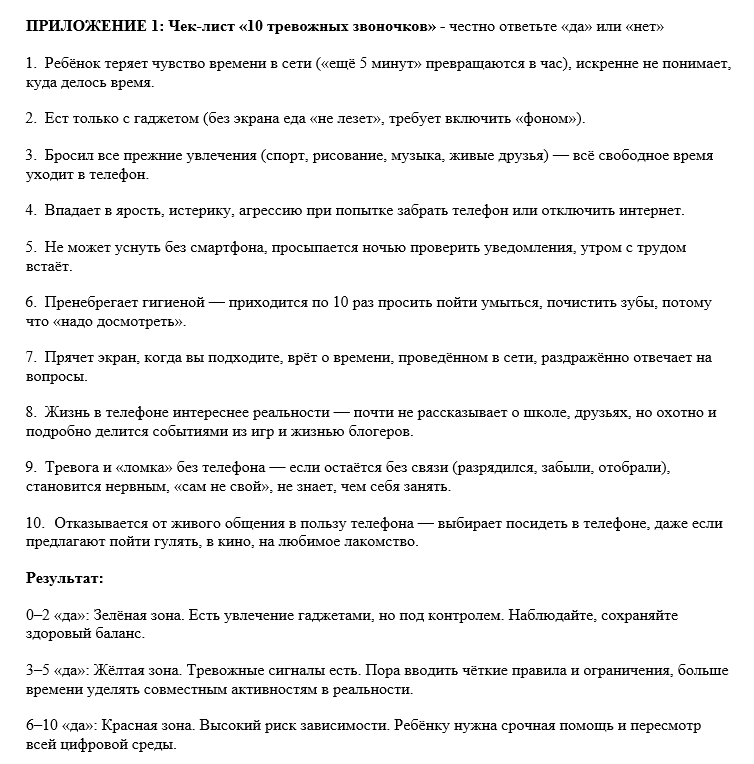 ПРИЛОЖЕНИЕ 1: Чек-лист «10 тревожных звоночков» - честно ответьте «да» или «нет»
1. Ребёнок теряет чувство времени в сети («ещё 5 минут» превращаются в час), искренне не понимает,
куда делось время.
2. Ест только с гаджетом (без экрана еда «не лезет», требует включить «фоном»).
3. Бросил все прежние увлечения (спорт, рисование, музыка, живые друзья) — всё свободное время
уходит в телефон.
4. Впадает в ярость, истерику, агрессию при попытке забрать телефон или отключить интернет.
5. Не может уснуть без смартфона, просыпается ночью проверить уведомления, утром с трудом
встаёт.
6. Пренебрегает гигиеной — приходится по 10 раз просить пойти умыться, почистить зубы, потому
что «надо досмотреть».
7. Прячет экран, когда вы подходите, врёт о времени, проведённом в сети, раздражённо отвечает на
вопросы.
8. Жизнь в телефоне интереснее реальности — почти не рассказывает о школе, друзьях, но охотно и
подробно делится событиями из игр и жизнью блогеров.
9. Тревога и «ломка» без телефона — если остаётся без связи (разрядился, забыли, отобрали),
становится нервным, «сам не свой», не знает, чем себя занять.
10. Отказывается от живого общения в пользу телефона — выбирает посидеть в телефоне, даже если
предлагают пойти гулять, в кино, на любимое лакомство.
Результат:
0–2 «да»: Зелёная зона. Есть увлечение гаджетами, но под контролем. Наблюдайте, сохраняйте
здоровый баланс.
3–5 «да»: Жёлтая зона. Тревожные сигналы есть. Пора вводить чёткие правила и ограничения, больше
времени уделять совместным активностям в реальности.
6–10 «да»: Красная зона. Высокий риск зависимости. Ребёнку нужна срочная помощь и пересмотр
всей цифровой среды.